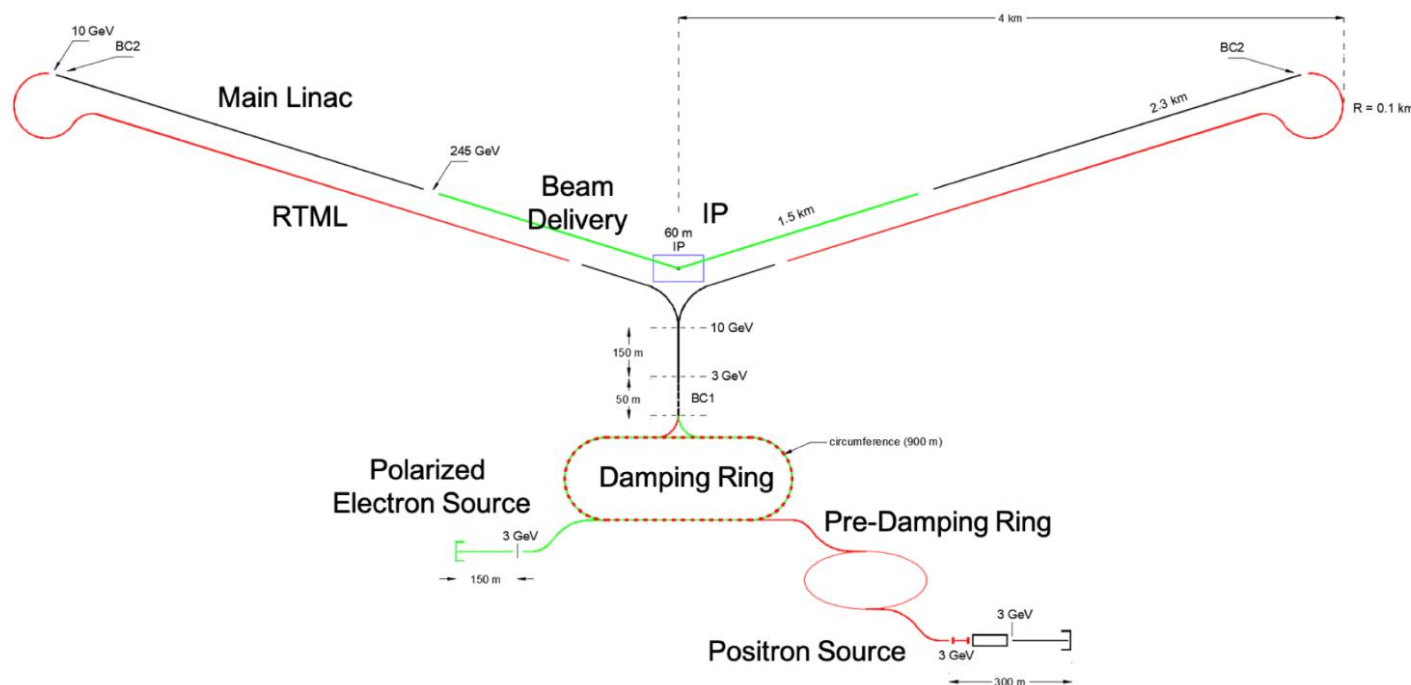 4 km
10 GeV
BC2
BC2
Main Linac
2.3 km
R = 0.1 km
245 GeV
Beam
Delivery
IP
RTML
1.5 km
60 m
IP
10 GeV
150 m
3 GeV
50 m
BC1
circumference (900 m)
Polarized
Electron Source
Damping Ring
Pre-Damping Ring
3 GeV
150 m
3 GeV
Positron Source
3 GeV
300 m